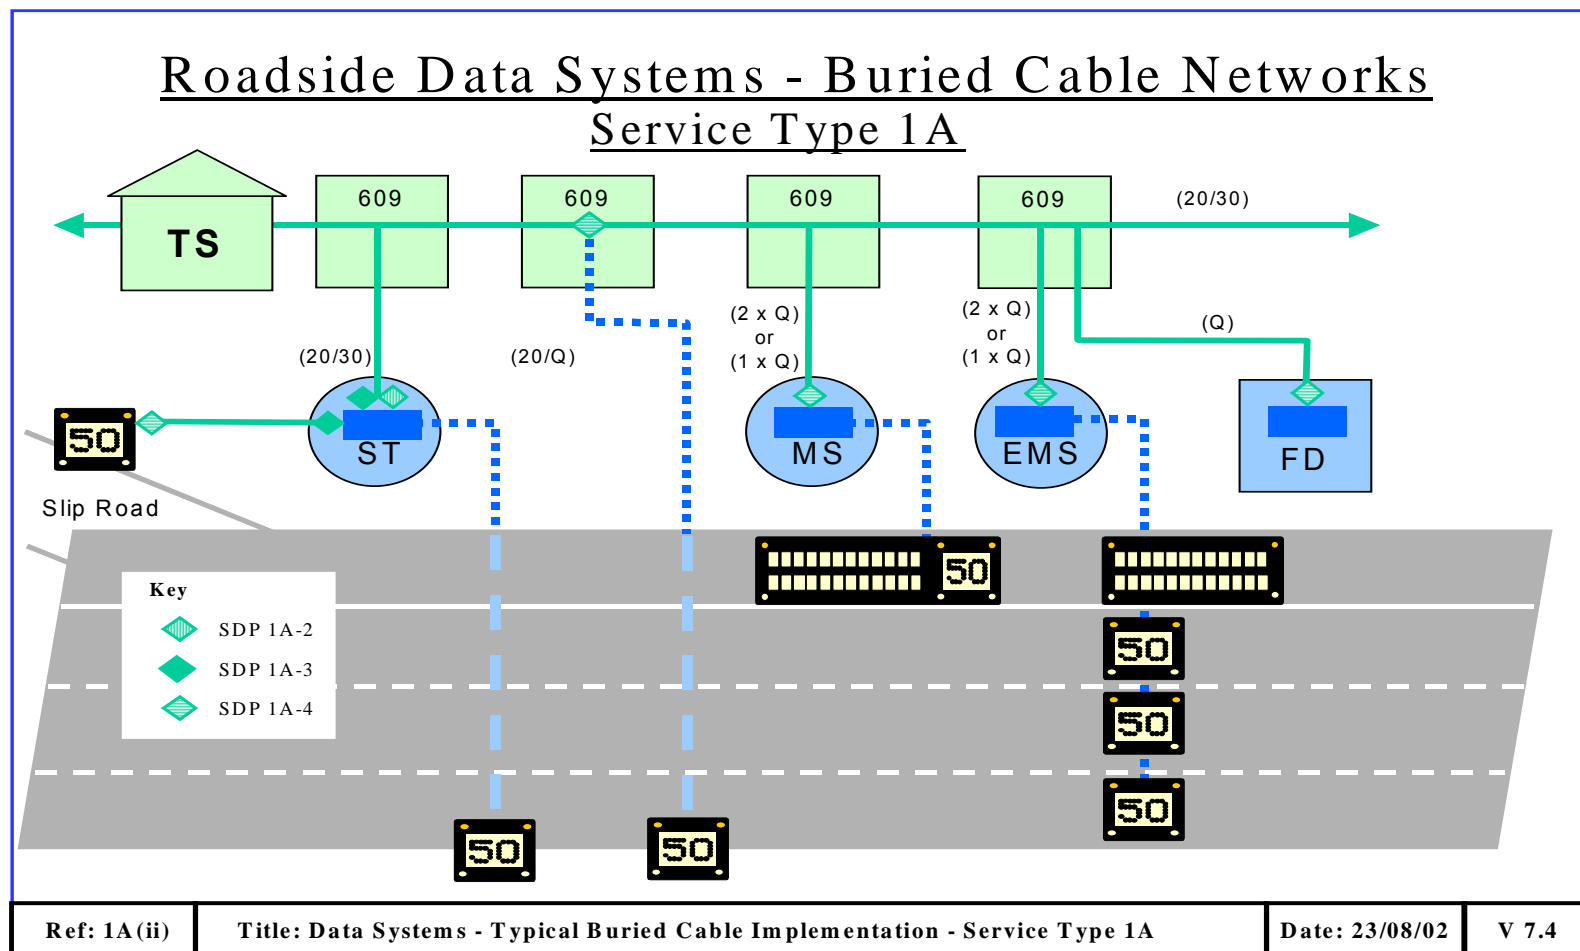 Roadside Data Systems - Buried Cable Networks
Service Type 1A
609
609
609
609
(20/30)
TS
(2 x Q)
or
(1 x Q)
(2 x Q)
or
(1 x Q)
(Q)
(20/30)
(20/Q)
50
ST
MS
EMS
FD
Slip Road
50
Key
SDP 1A-2
SDP 1A-3
SDP 1A-4
50
50
50
50
50
Ref: 1A(ii)
Title: Data Systems - Typical Buried Cable Implementation - Service Type 1A
Date: 23/08/02
V 7.4